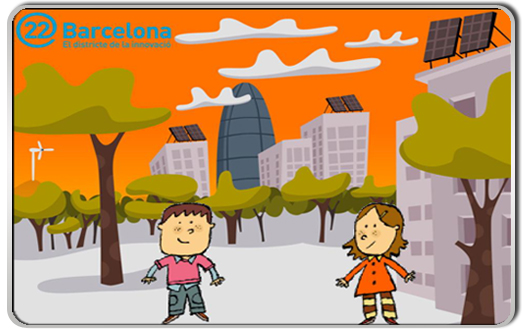 22@ Barcelona
El districte de la innovació